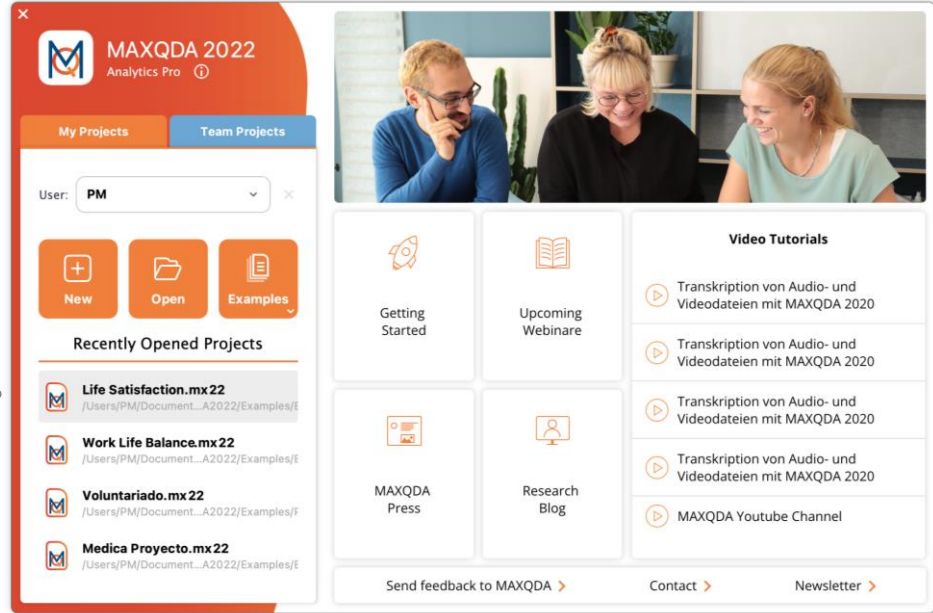 MAXQDA 2022
Analytics Pro
My Projects
Team Projects
User: PM
New
Open
Examples
Recently Opened Projects
Life Satisfaction.mx22
/Users/PM/Document...A2022/Examples/E
Work Life Balance.mx22
/Users/PM/Document...A2022/Examples/E
Voluntariado.mx22
/Users/PM/Document...A2022/Examples/F
Medica Proyecto.mx22
/Users/PM/Document...A2022/Examples/E
Getting
Started
Upcoming
Webinare
MAXQDA
Press
Research
Blog
Video Tutorials
Transkription von Audio- und
Videodateien mit MAXQDA 2020
Transkription von Audio- und
Videodateien mit MAXQDA 2020
Transkription von Audio- und
Videodateien mit MAXQDA 2020
Transkription von Audio- und
Videodateien mit MAXQDA 2020
MAXQDA Youtube Channel
Send feedback to MAXQDA
Contact
Newsletter